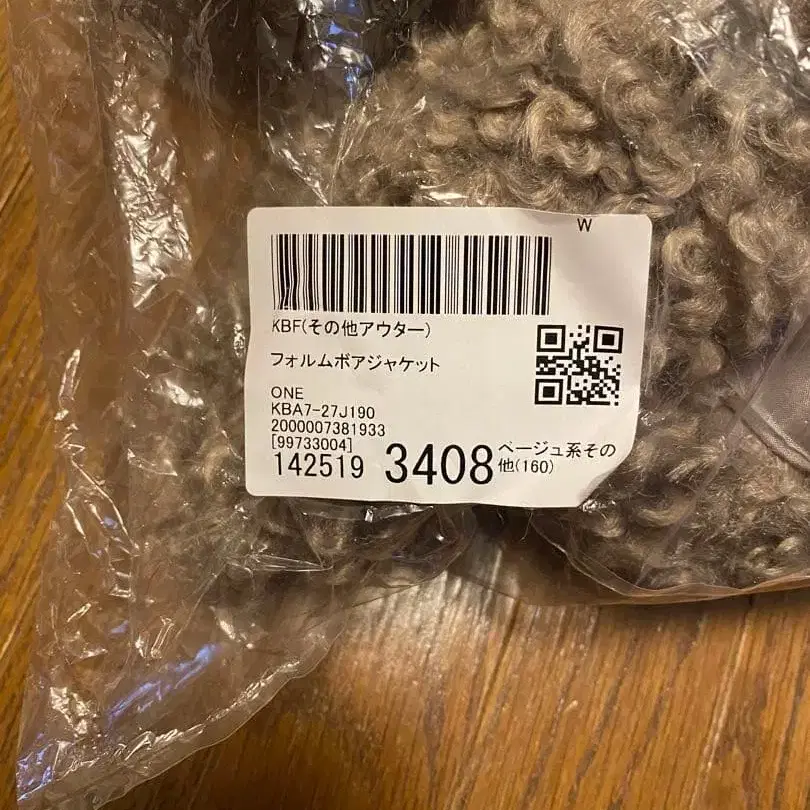 W
KBF(その他アウター)
フォルムボアジャケット
ONE
KBA7-27J190
2000007381933
[99733004]
142519 3408 ベージュ系その
他(160)